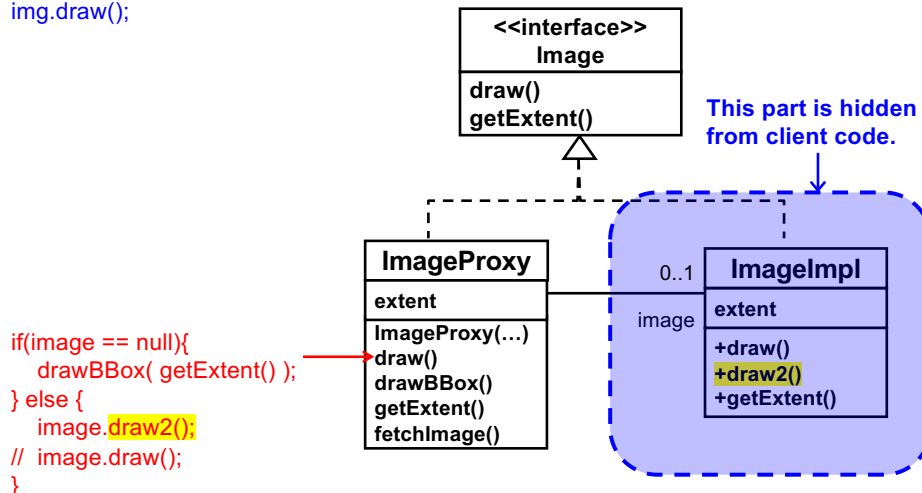 img.draw();
<<interface>>
Image
draw()
getExtent()
This part is hidden
from client code.
ImageProxy
extent
ImageProxy(…)
draw()
drawBBox()
getExtent()
fetchImage()
0..1
image
ImageImpl
extent
+draw()
+draw2()
+getExtent()
if(image == null){
drawBBox( getExtent() );
} else {
image.draw2();
// image.draw();
}